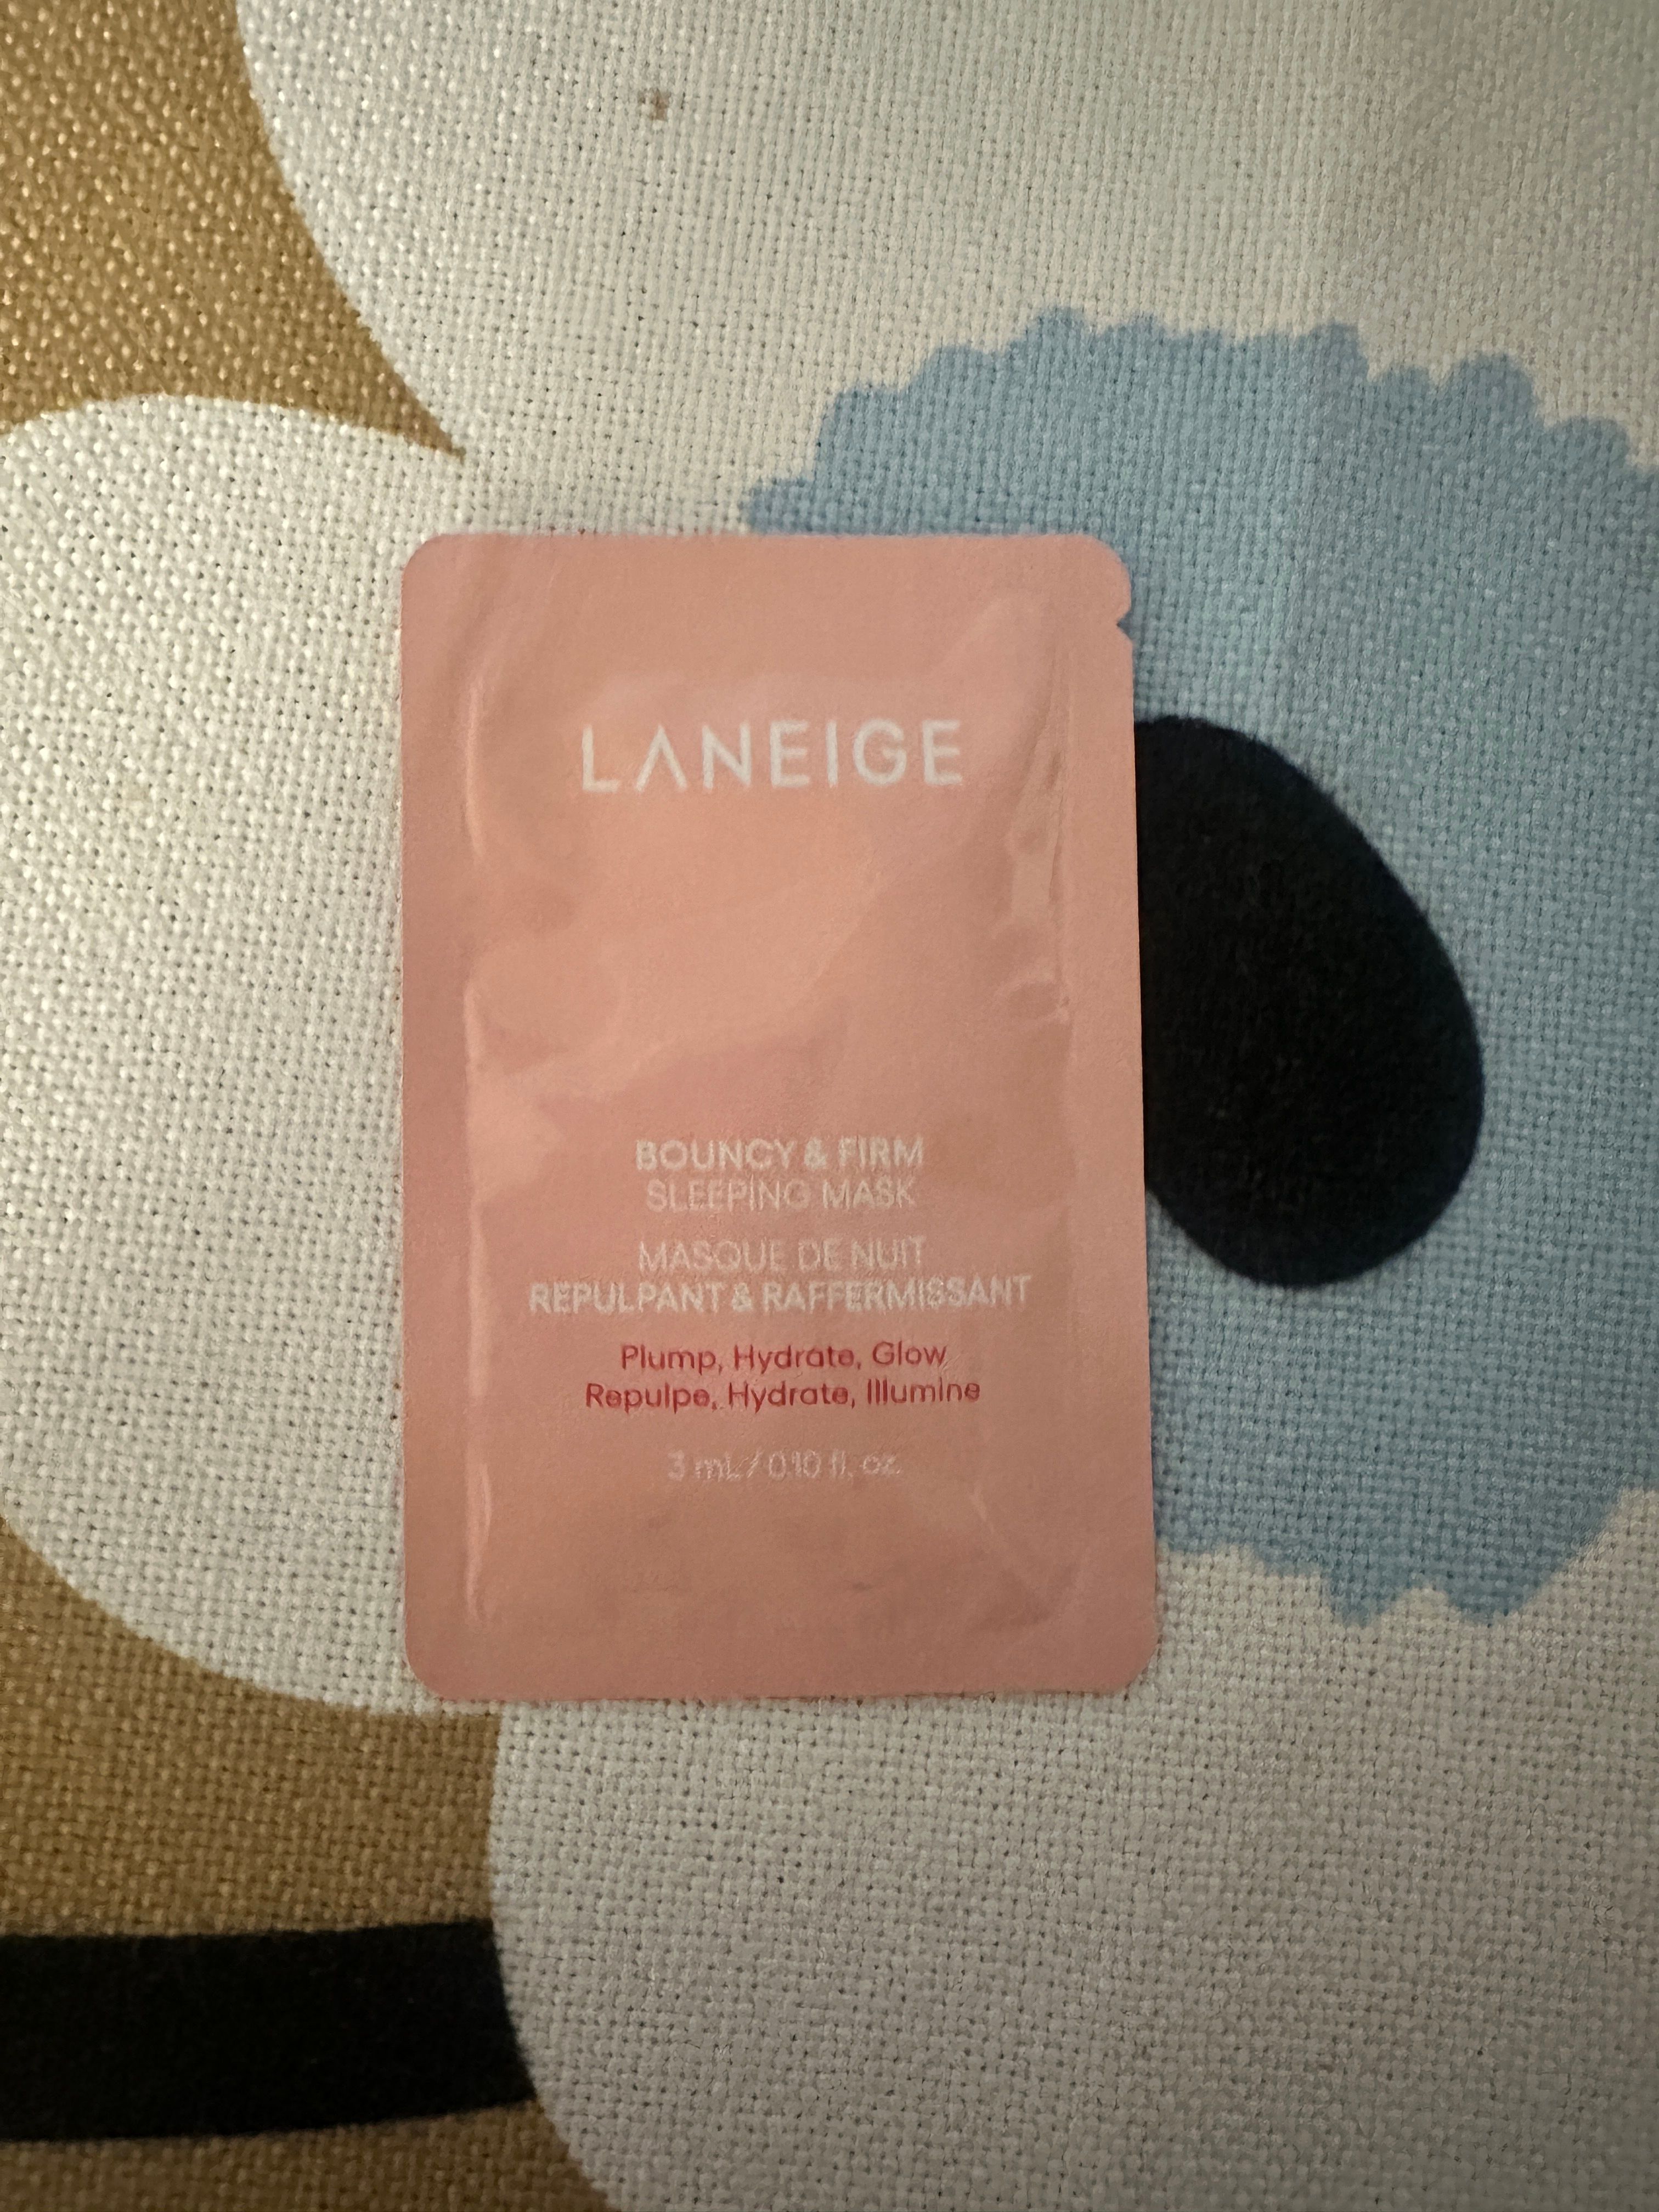 LANEIGE
BOUNCY & FIRM
SLEEPING MASK
MASQUE DE NUIT
REPULPANT & RAFFERMISSANT
Plump, Hydrate, Glow
Repulpe, Hydrate, Illumine
3 mL / 0.10 fl. oz.